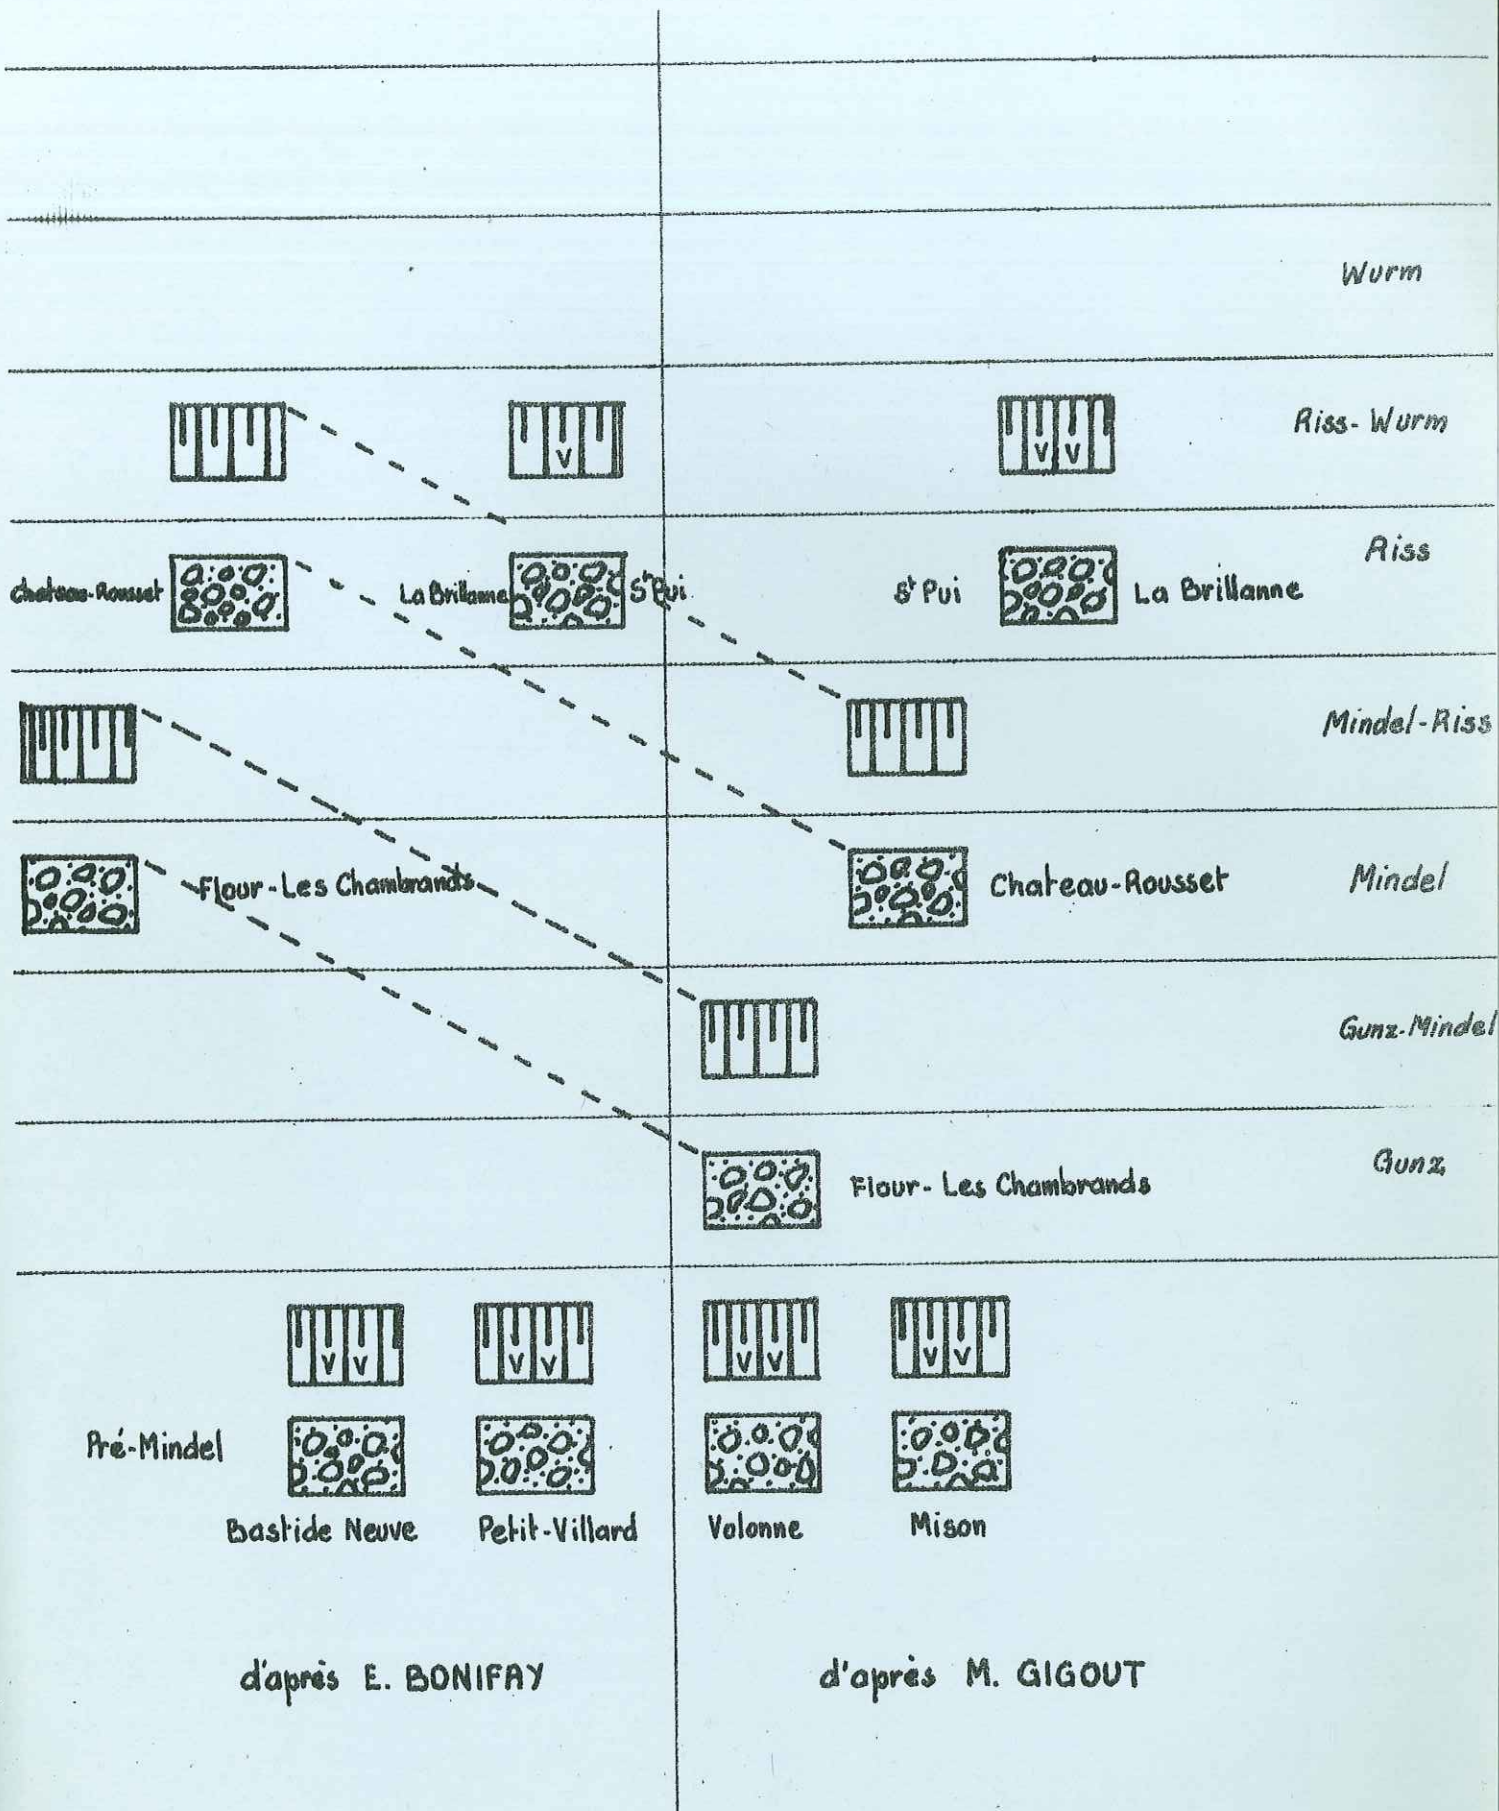 Wurm
Riss-Wurm
Riss
Chateau-Rousset
La Brillanne
St Pui
St Pui
La Brillanne
Mindel-Riss
Flour-Les Chambrands
Chateau-Rousset
Mindel
Gunz-Mindel
Flour-Les Chambrands
Gunz
V
V V
V V
V V
V V
V V
Pré-Mindel
Bastide Neuve
Petit-Villard
Volonne
Mison
d'après E. BONIFAY
d'après M. GIGOUT